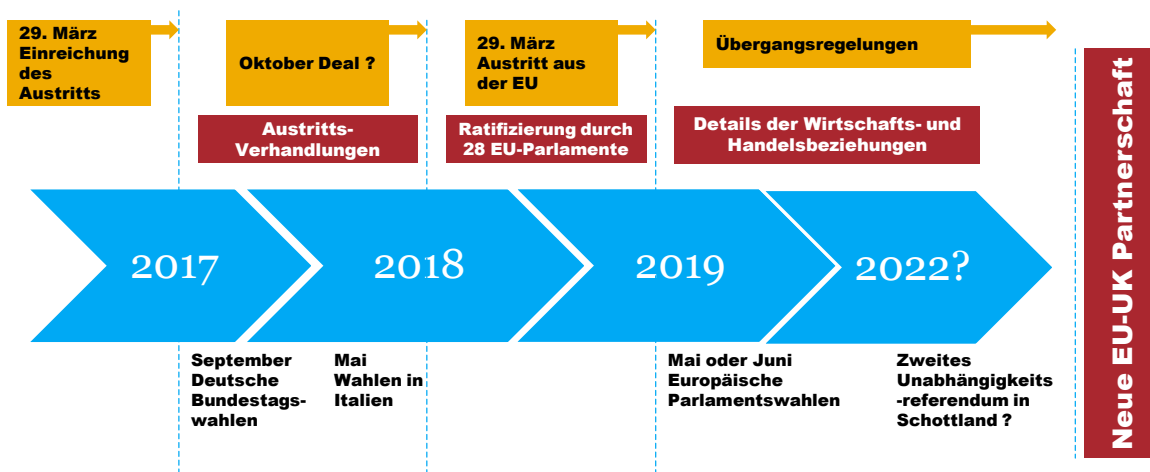 29. März
Einreichung
des
Austritts
Oktober Deal ?
29. März
Austritt aus
der EU
Übergangsregelungen
Austritts-
Verhandlungen
Ratifizierung durch
28 EU-Parlamente
Details der Wirtschafts- und
Handelsbeziehungen
2017
2018
2019
2022?
September
Deutsche
Bundestags-
wahlen
Mai
Wahlen in
Italien
Mai oder Juni
Europäische
Parlamentswahlen
Zweites
Unabhängigkeits
-referendum in
Schottland ?
Neue EU-UK Partnerschaft